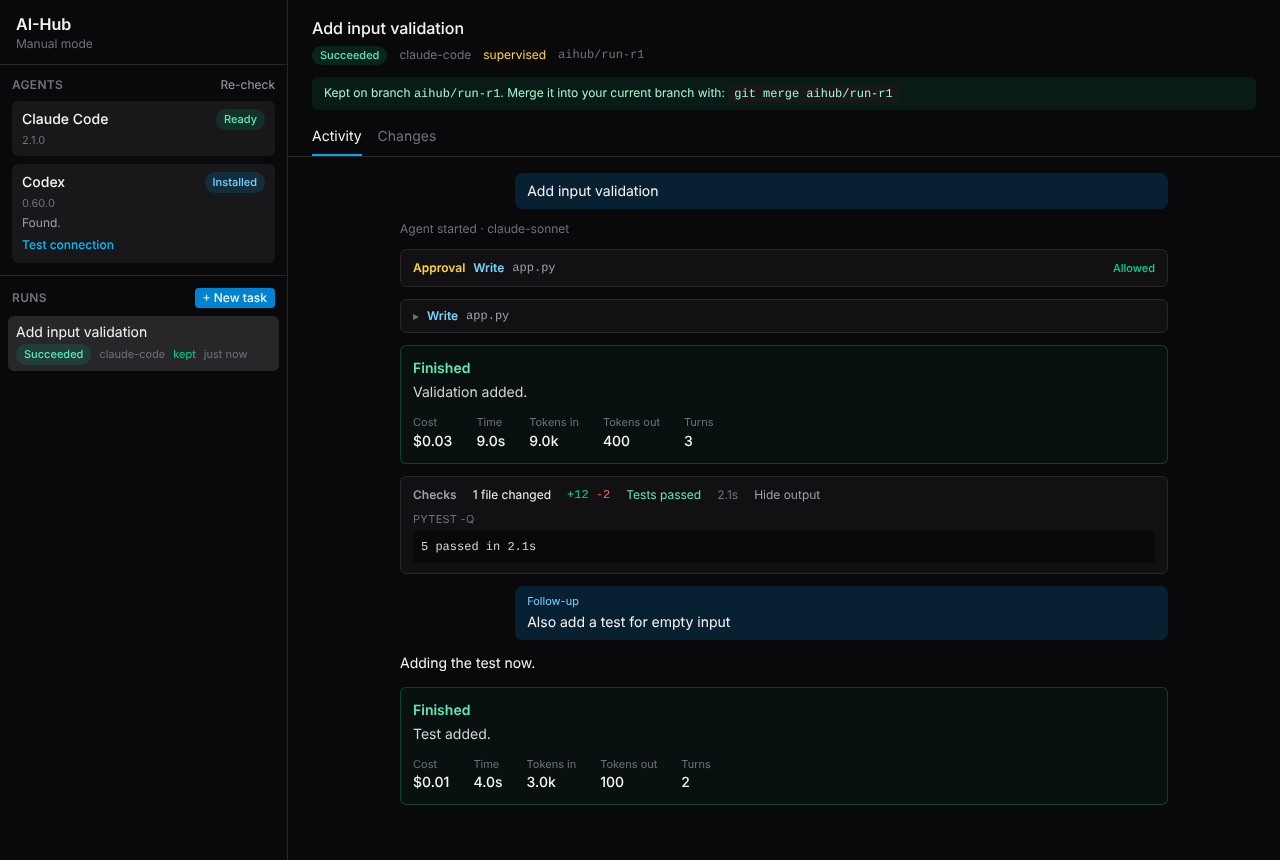 AI-Hub
Manual mode
AGENTS Re-check
Claude Code Ready
2.1.0
Codex Installed
0.60.0
Found.
Test connection
RUNS + New task
Add input validation
Succeeded claude-code kept just now
Add input validation
Succeeded claude-code supervised aihub/run-r1
Kept on branch aihub/run-r1. Merge it into your current branch with: git merge aihub/run-r1
Activity Changes
Add input validation
Agent started · claude-sonnet
Approval Write app.py Allowed
▸ Write app.py
Finished
Validation added.
Cost Time Tokens in Tokens out Turns
$0.03 9.0s 9.0k 400 3
Checks 1 file changed +12 -2 Tests passed 2.1s Hide output
PYTEST -Q
5 passed in 2.1s
Follow-up
Also add a test for empty input
Adding the test now.
Finished
Test added.
Cost Time Tokens in Tokens out Turns
$0.01 4.0s 3.0k 100 2